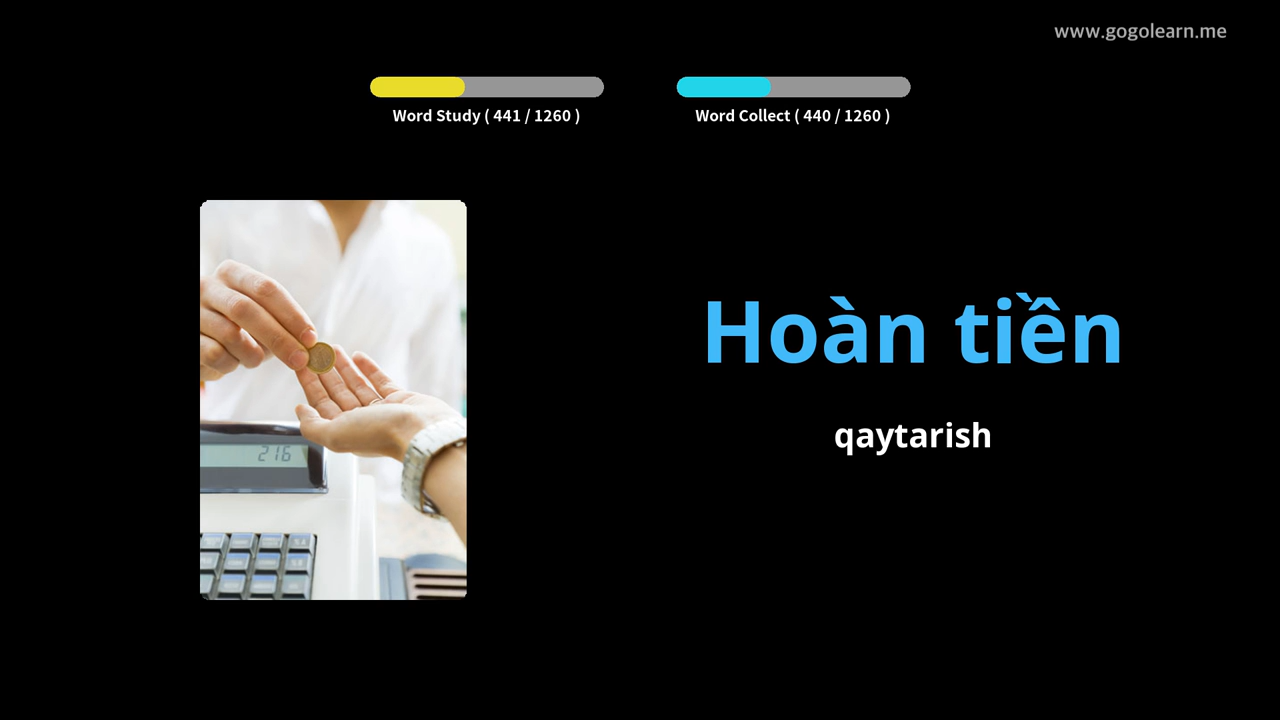 www.gogolearn.me
Word Study ( 441 / 1260 )
Word Collect ( 440 / 1260 )
216
Hoàn tiền
qaytarish